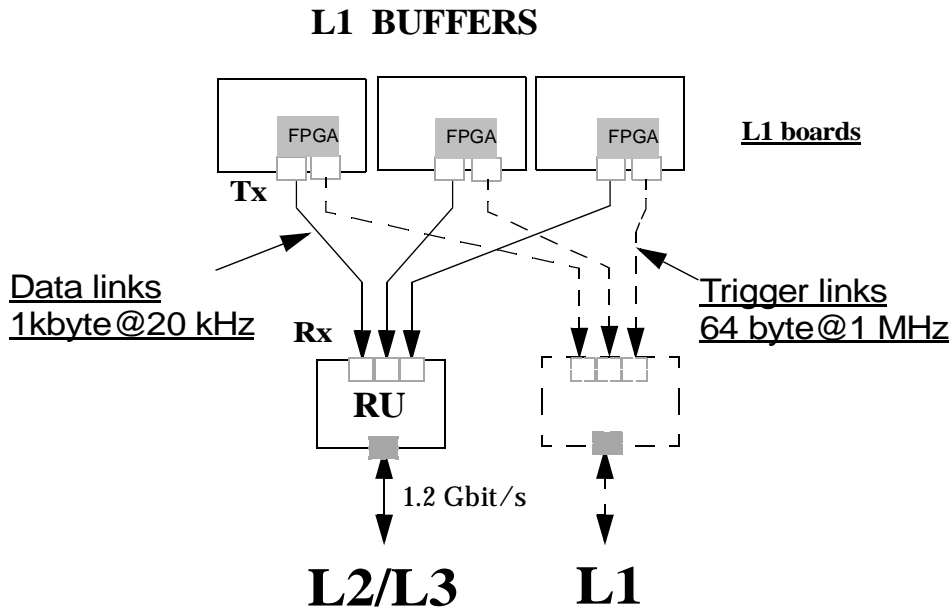 L1 BUFFERS
FPGA
FPGA
FPGA
L1 boards
Tx
Data links
1kbyte@20 kHz
Trigger links
64 byte@1 MHz
Rx
RU
1.2 Gbit/s
L2/L3
L1